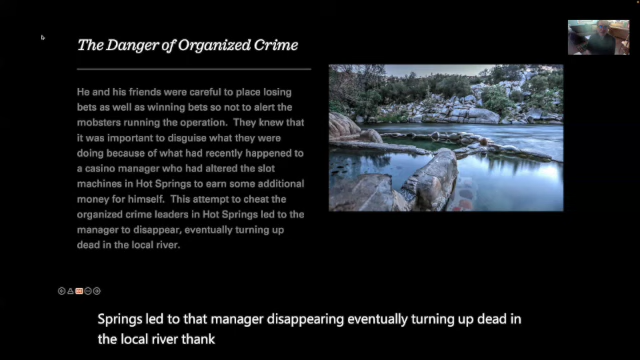 The Danger of Organized Crime
He and his friends were careful to place losing
bets as well as winning bets so not to alert the
mobsters running the operation.  They knew that
it was important to disguise what they were
doing because of what had recently happened to
a casino manager who had altered the slot
machines in Hot Springs to earn some additional
money for himself.  This attempt to cheat the
organized crime leaders in Hot Springs led to the
manager to disappear, eventually turning up
dead in the local river.
Springs led to that manager disappearing eventually turning up dead in
the local river thank